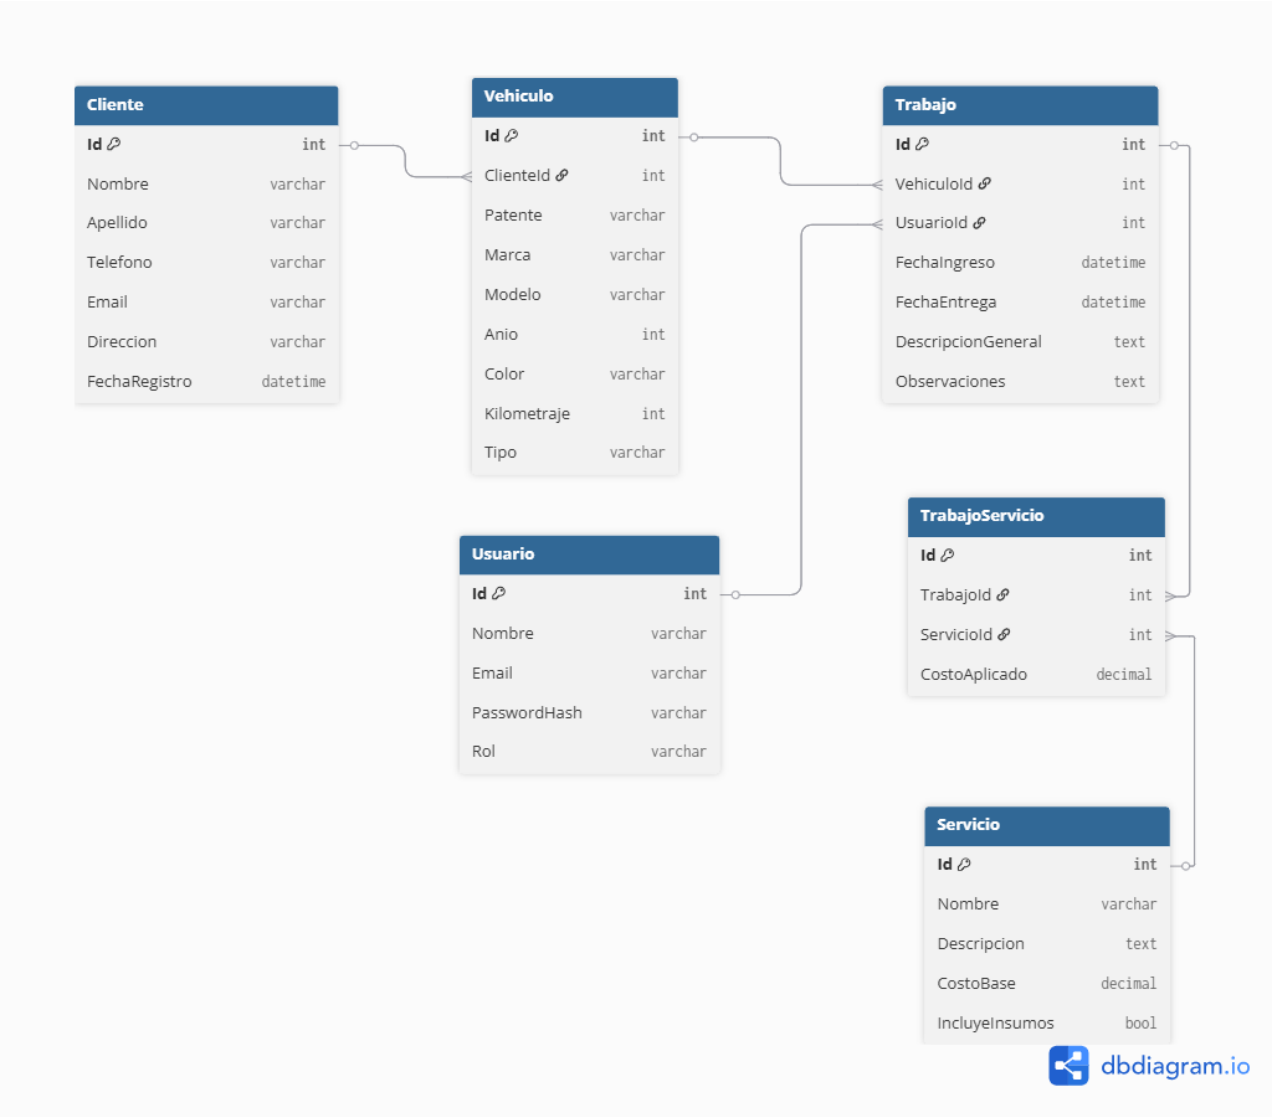 Cliente
Id int
Nombre varchar
Apellido varchar
Telefono varchar
Email varchar
Direccion varchar
FechaRegistro datetime
Vehiculo
Id int
ClienteId int
Patente varchar
Marca varchar
Modelo varchar
Anio int
Color varchar
Kilometraje int
Tipo varchar
Trabajo
Id int
VehiculoId int
UsuarioId int
FechaIngreso datetime
FechaEntrega datetime
DescripcionGeneral text
Observaciones text
Usuario
Id int
Nombre varchar
Email varchar
PasswordHash varchar
Rol varchar
TrabajoServicio
Id int
TrabajoId int
ServicioId int
CostoAplicado decimal
Servicio
Id int
Nombre varchar
Descripcion text
CostoBase decimal
IncluyeInsumos bool
dbdiagram.io